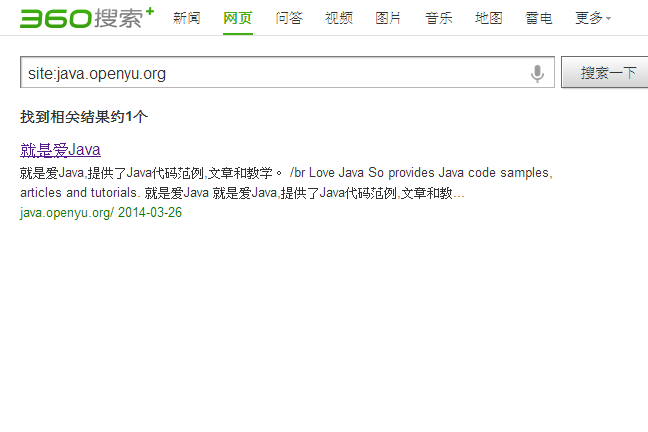 360搜索+ 新闻 网页 问答 视频 图片 音乐 地图 雷电 更多
site:java.openyu.org 搜索一下
找到相关结果约1个
就是爱Java
就是爱Java,提供了Java代码范例,文章和教学。 /br Love Java So provides Java code samples,
articles and tutorials. 就是爱Java 就是爱Java,提供了Java代码范例,文章和教...
java.openyu.org/ 2014-03-26